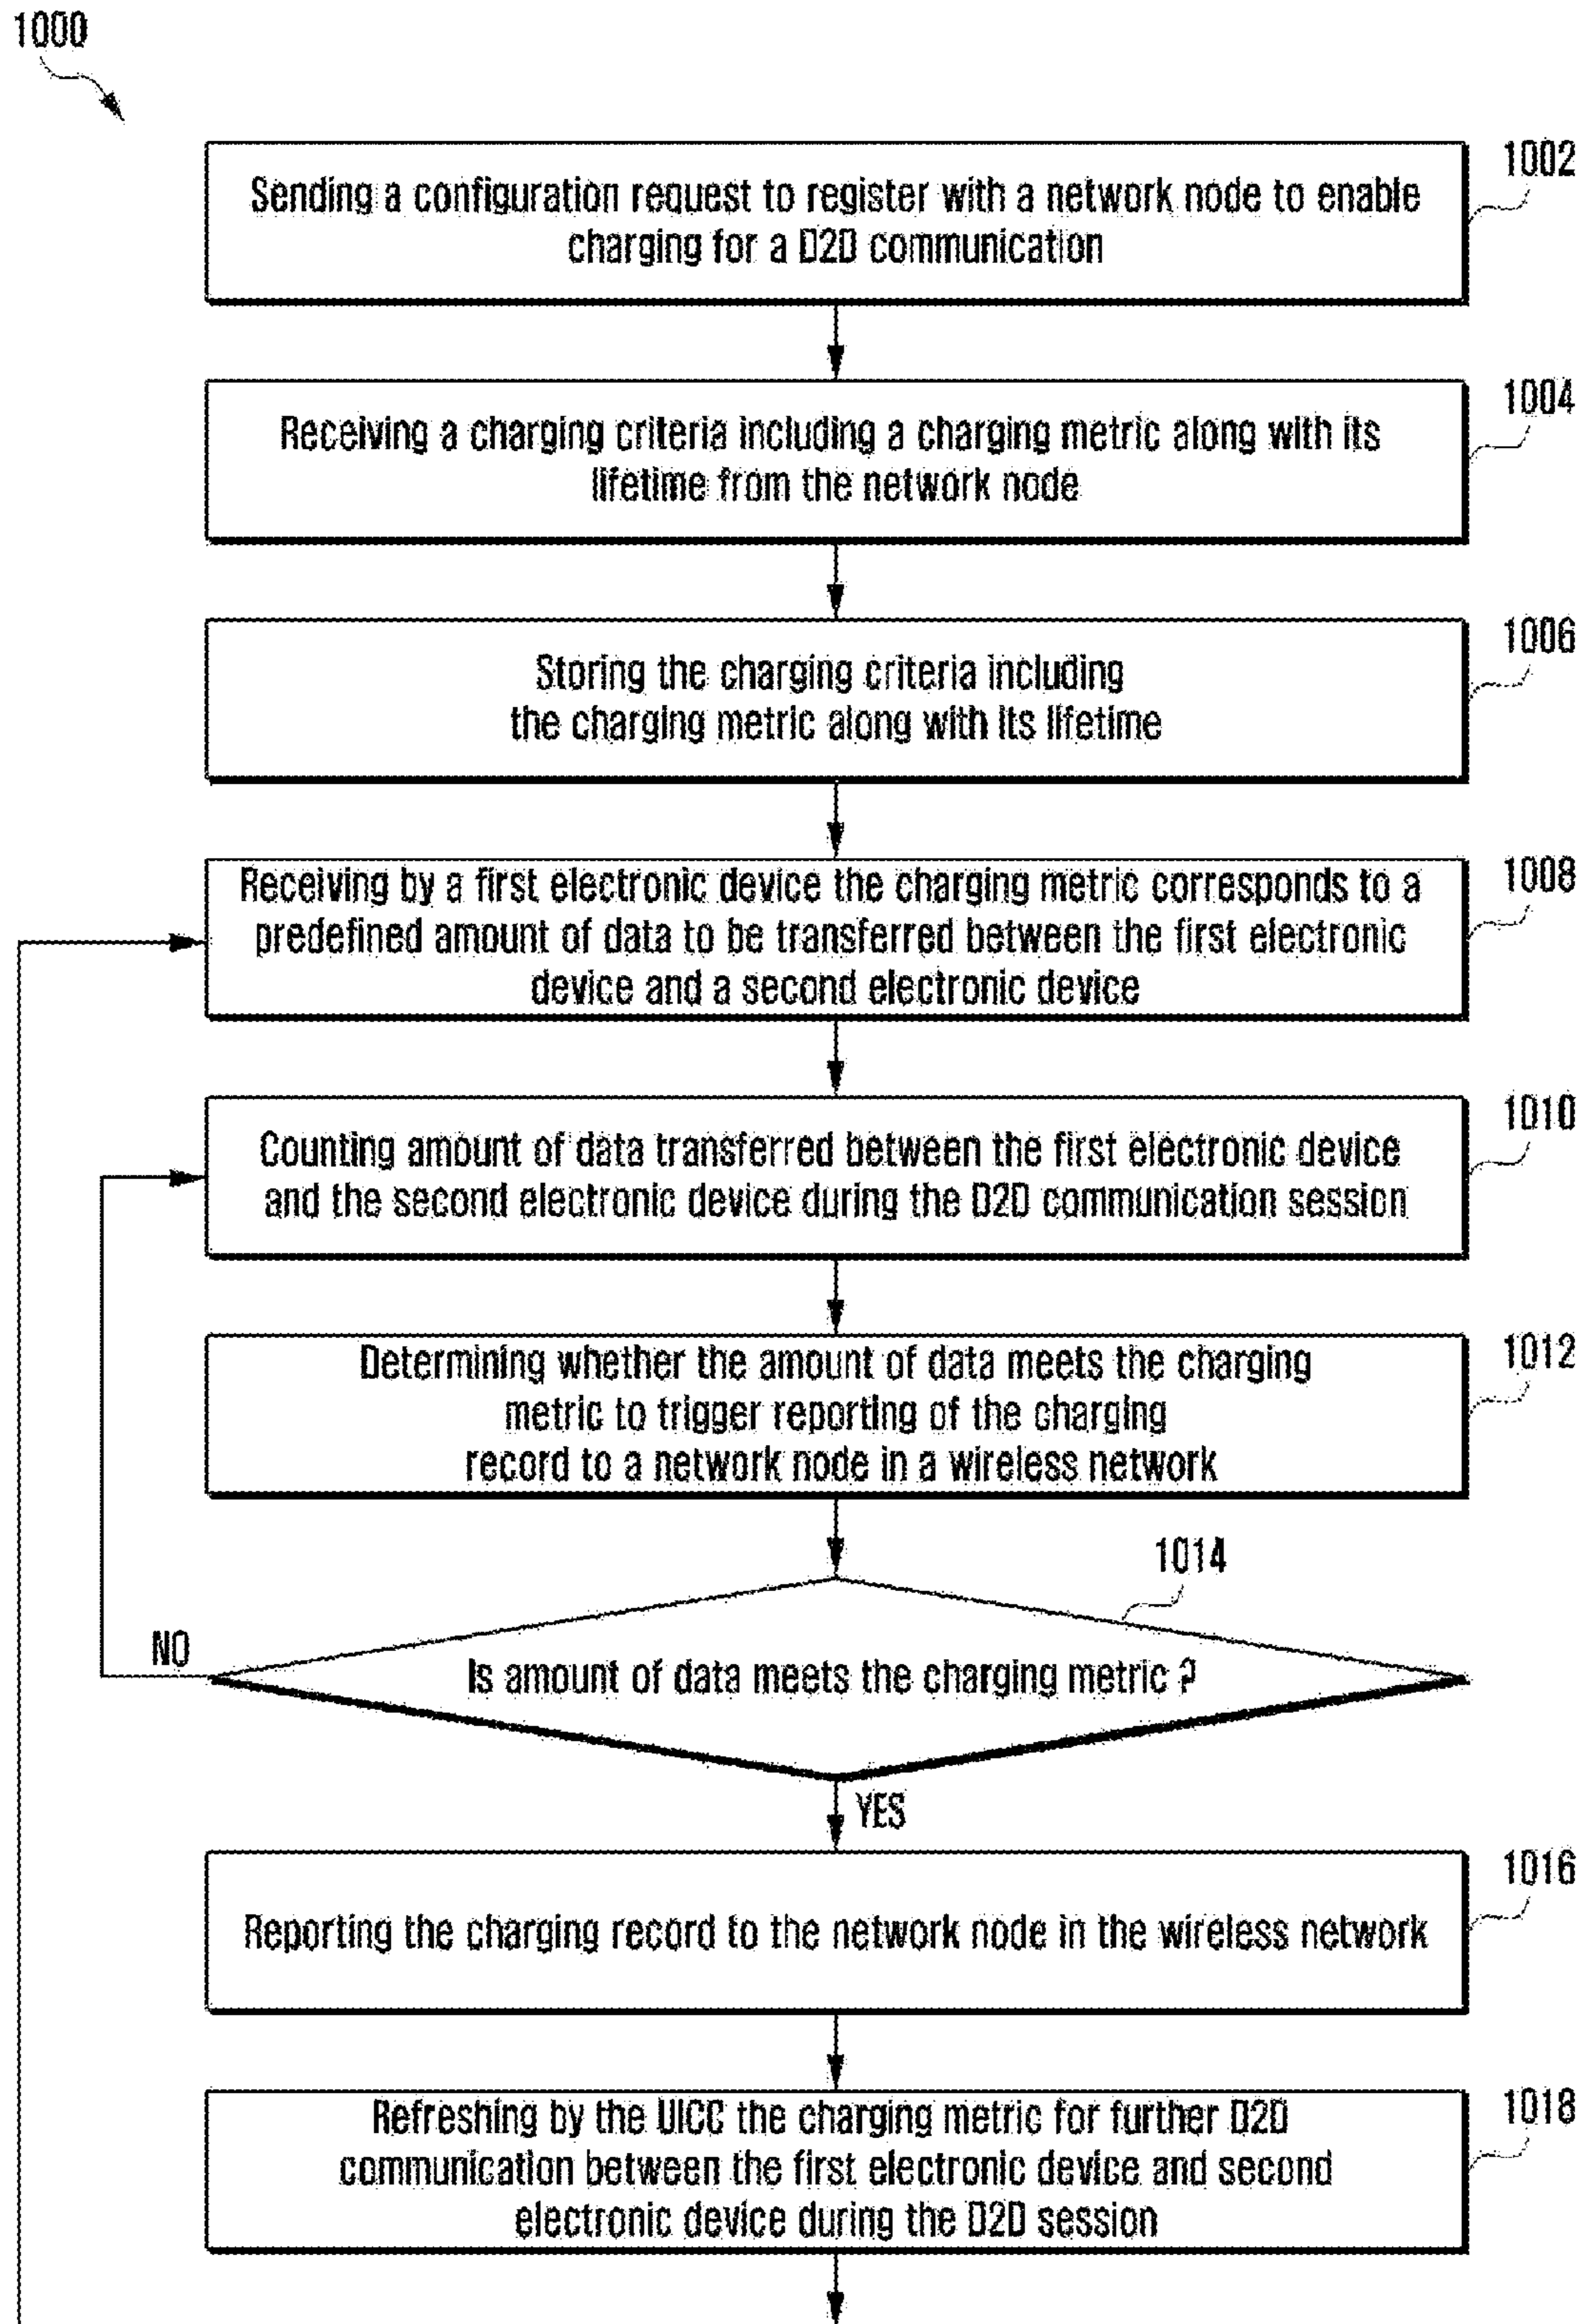 1000
1002
Sending a configuration request to register with a network node to enable
charging for a D2D communication
1004
Receiving a charging criteria including a charging metric along with its
lifetime from the network node
1006
Storing the charging criteria including
the charging metric along with its lifetime
1008
Receiving by a first electronic device the charging metric corresponds to a
predefined amount of data to be transferred between the first electronic
device and a second electronic device
1010
Counting amount of data transferred between the first electronic device
and the second electronic device during the D2D communication session
1012
Determining whether the amount of data meets the charging
metric to trigger reporting of the charging
record to a network node in a wireless network
1014
NO
Is amount of data meets the charging metric ?
YES
1016
Reporting the charging record to the network node in the wireless network
1018
Refreshing by the UICC the charging metric for further D2D
communication between the first electronic device and second
electronic device during the D2D session